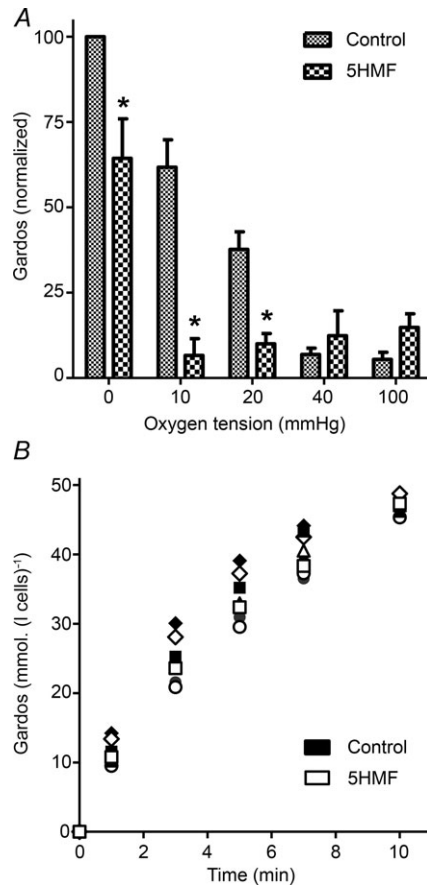 A
100
75
50
25
0
Gardos (normalized)
Control
5HMF
*
*
*
0 10 20 40 100
Oxygen tension (mmHg)
B
50
40
30
20
10
0
Gardos (mmol. (l cells)⁻¹)
Control
5HMF
0 2 4 6 8 10
Time (min)